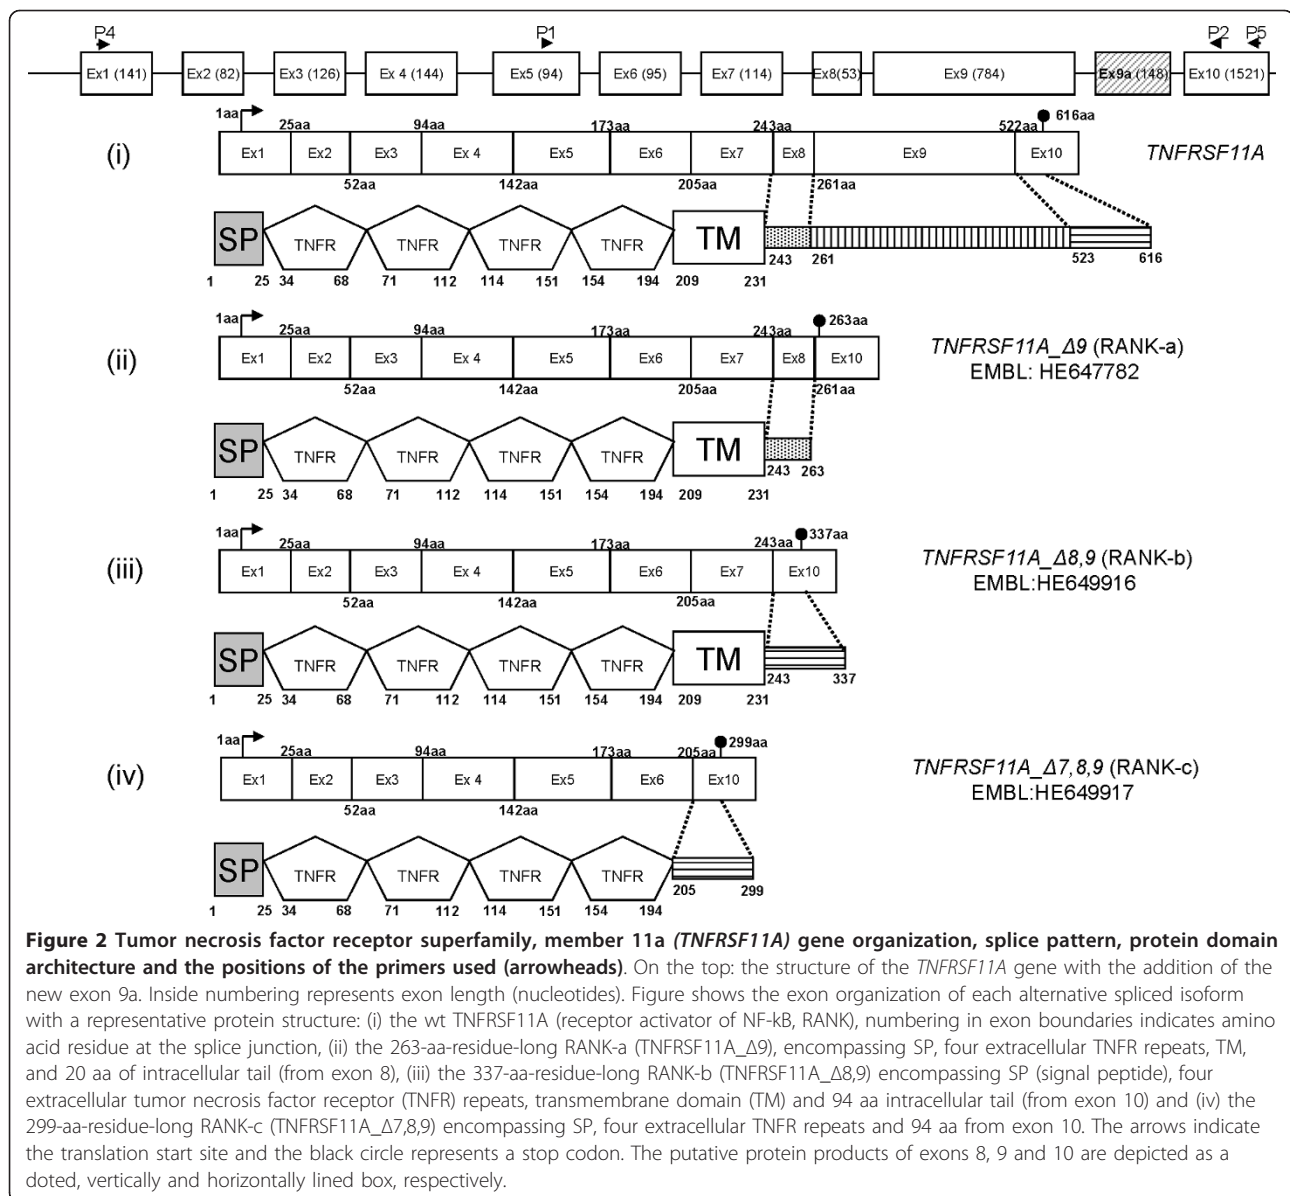 P4 P1 P2 P5
Ex1 (141) Ex2 (82) Ex3 (126) Ex 4 (144) Ex5 (94) Ex6 (95) Ex7 (114) Ex8(53) Ex9 (784) Ex9a (148) Ex10 (1521)
1aa 25aa 94aa 173aa 243aa 522aa 616aa
(i) Ex1 Ex2 Ex3 Ex 4 Ex5 Ex6 Ex7 Ex8 Ex9 Ex10 TNFRSF11A
52aa 142aa 205aa 261aa
SP TNFR TNFR TNFR TNFR TM
243 261 523 616
1 25 34 68 71 112 114 151 154 194 209 231
1aa 25aa 94aa 173aa 243aa 263aa
(ii) Ex1 Ex2 Ex3 Ex 4 Ex5 Ex6 Ex7 Ex8 Ex10 TNFRSF11A_Δ9 (RANK-a)
EMBL: HE647782
52aa 142aa 205aa 261aa
SP TNFR TNFR TNFR TNFR TM
243 263
1 25 34 68 71 112 114 151 154 194 209 231
1aa 25aa 94aa 173aa 243aa 337aa
(iii) Ex1 Ex2 Ex3 Ex 4 Ex5 Ex6 Ex7 Ex10 TNFRSF11A_Δ8,9 (RANK-b)
EMBL:HE649916
52aa 142aa 205aa
SP TNFR TNFR TNFR TNFR TM
243 337
1 25 34 68 71 112 114 151 154 194 209 231
1aa 25aa 94aa 173aa 205aa 299aa
(iv) Ex1 Ex2 Ex3 Ex 4 Ex5 Ex6 Ex10 TNFRSF11A_Δ7,8,9 (RANK-c)
EMBL:HE649917
52aa 142aa
SP TNFR TNFR TNFR TNFR
205 299
1 25 34 68 71 112 114 151 154 194
Figure 2 Tumor necrosis factor receptor superfamily, member 11a (TNFRSF11A) gene organization, splice pattern, protein domain
architecture and the positions of the primers used (arrowheads). On the top: the structure of the TNFRSF11A gene with the addition of the
new exon 9a. Inside numbering represents exon length (nucleotides). Figure shows the exon organization of each alternative spliced isoform
with a representative protein structure: (i) the wt TNFRSF11A (receptor activator of NF-kB, RANK), numbering in exon boundaries indicates amino
acid residue at the splice junction, (ii) the 263-aa-residue-long RANK-a (TNFRSF11A_Δ9), encompassing SP, four extracellular TNFR repeats, TM,
and 20 aa of intracellular tail (from exon 8), (iii) the 337-aa-residue-long RANK-b (TNFRSF11A_Δ8,9) encompassing SP (signal peptide), four
extracellular tumor necrosis factor receptor (TNFR) repeats, transmembrane domain (TM) and 94 aa intracellular tail (from exon 10) and (iv) the
299-aa-residue-long RANK-c (TNFRSF11A_Δ7,8,9) encompassing SP, four extracellular TNFR repeats and 94 aa from exon 10. The arrows indicate
the translation start site and the black circle represents a stop codon. The putative protein products of exons 8, 9 and 10 are depicted as a
doted, vertically and horizontally lined box, respectively.